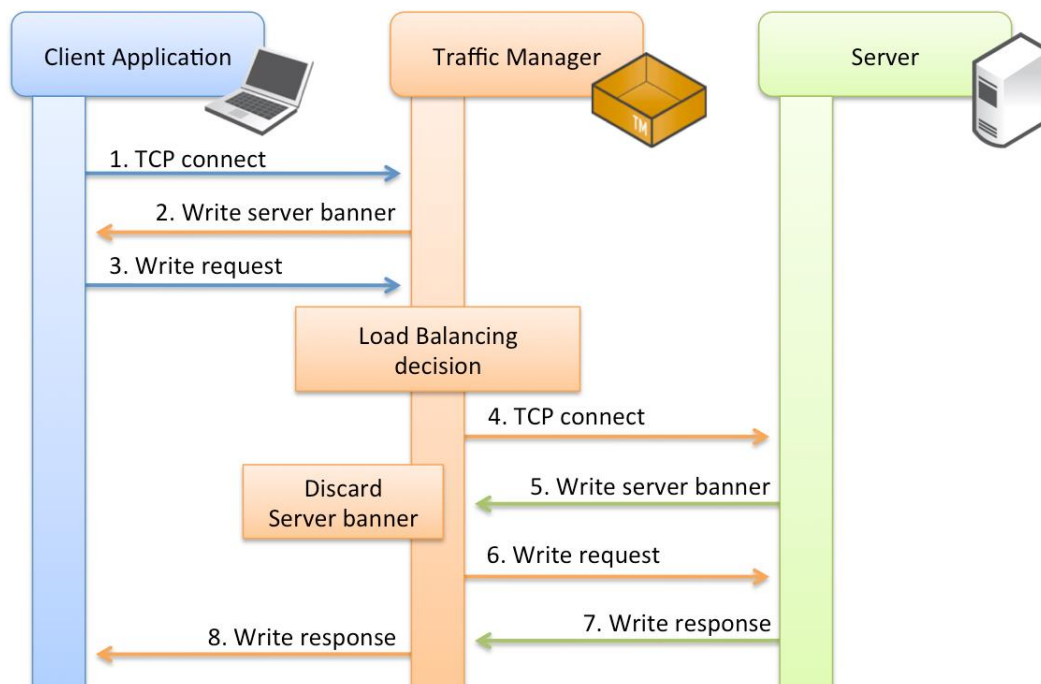 Client Application
Traffic Manager
Server
TM
1. TCP connect
2. Write server banner
3. Write request
Load Balancing
decision
4. TCP connect
5. Write server banner
Discard
Server banner
6. Write request
7. Write response
8. Write response